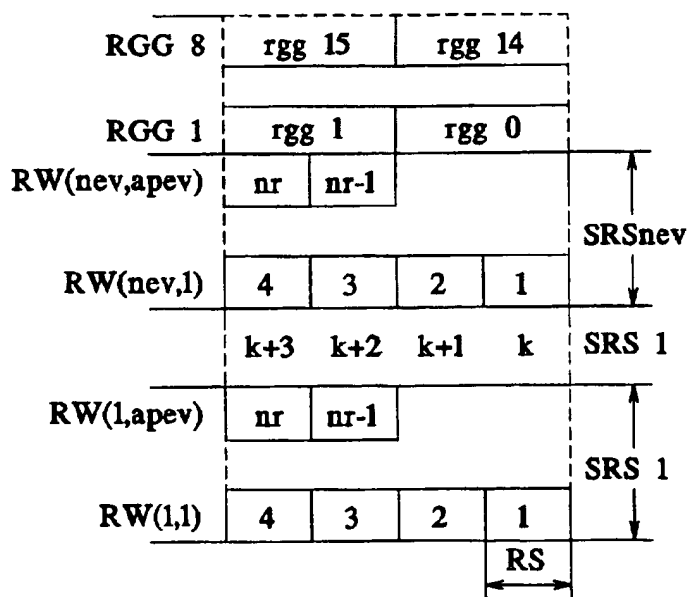 RGG 8 rgg 15 rgg 14
RGG 1 rgg 1 rgg 0
RW(nev,apev) nr nr-1
SRSnev
RW(nev,1) 4 3 2 1
k+3 k+2 k+1 k SRS 1
RW(1,apev) nr nr-1
SRS 1
RW(1,1) 4 3 2 1
RS